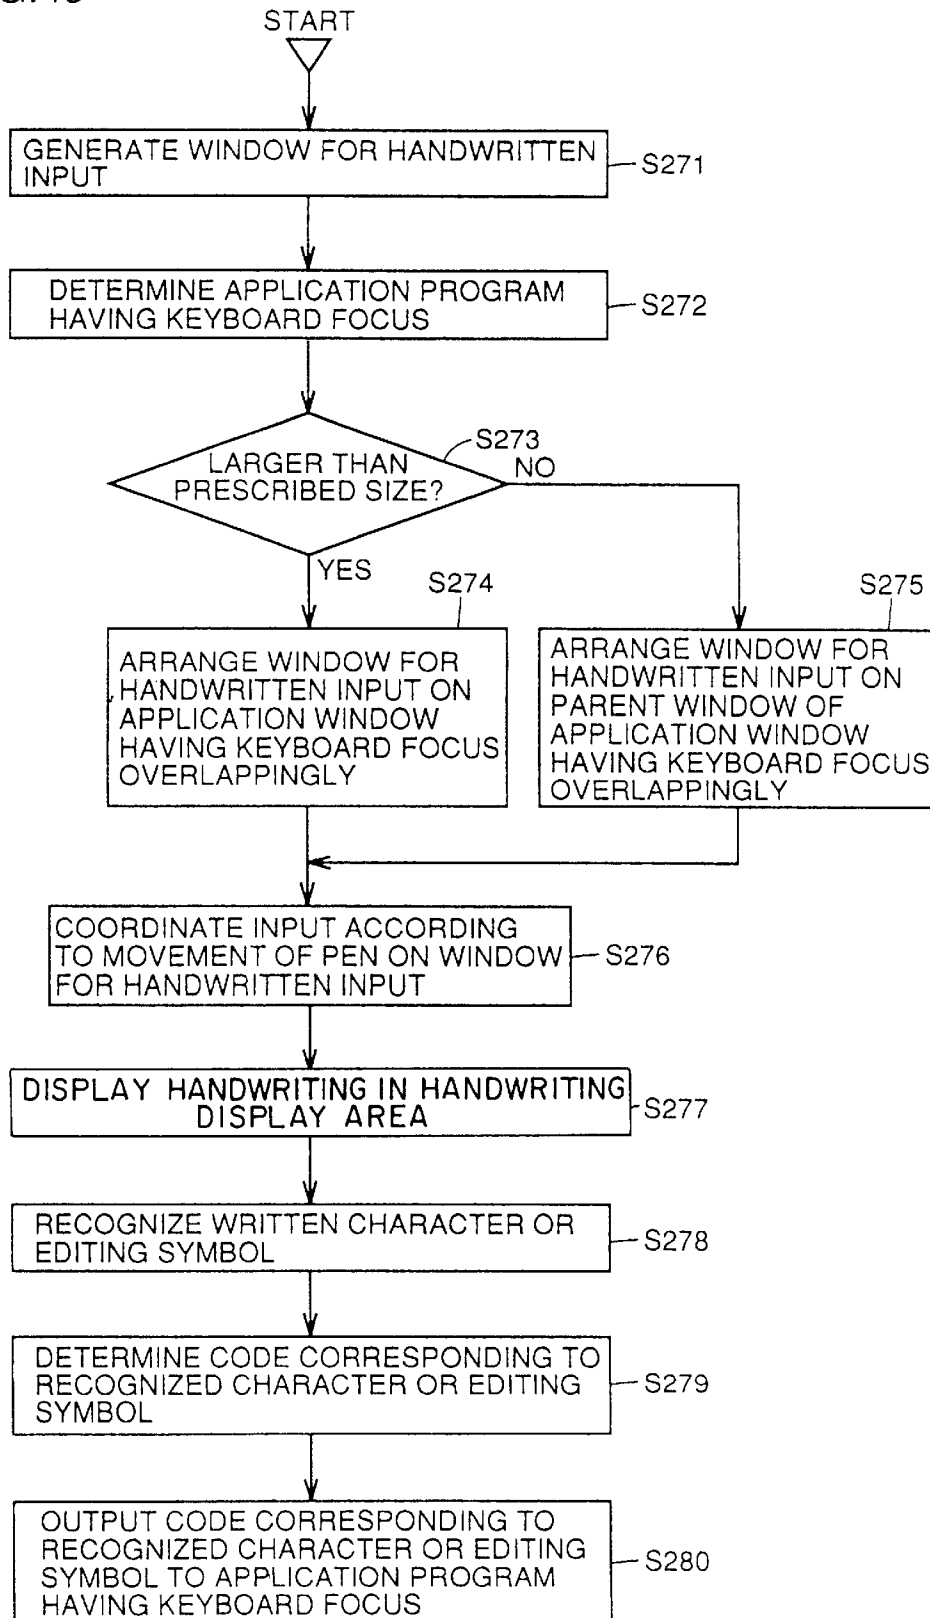 START
GENERATE WINDOW FOR HANDWRITTEN
INPUT
S271
DETERMINE APPLICATION PROGRAM
HAVING KEYBOARD FOCUS
S272
S273
LARGER THAN
PRESCRIBED SIZE?
NO
YES
S274
ARRANGE WINDOW FOR
HANDWRITTEN INPUT ON
APPLICATION WINDOW
HAVING KEYBOARD FOCUS
OVERLAPPINGLY
S275
ARRANGE WINDOW FOR
HANDWRITTEN INPUT ON
PARENT WINDOW OF
APPLICATION WINDOW
HAVING KEYBOARD FOCUS
OVERLAPPINGLY
COORDINATE INPUT ACCORDING
TO MOVEMENT OF PEN ON WINDOW
FOR HANDWRITTEN INPUT
S276
DISPLAY HANDWRITING IN HANDWRITING
DISPLAY AREA
S277
RECOGNIZE WRITTEN CHARACTER OR
EDITING SYMBOL
S278
DETERMINE CODE CORRESPONDING TO
RECOGNIZED CHARACTER OR EDITING
SYMBOL
S279
OUTPUT CODE CORRESPONDING TO
RECOGNIZED CHARACTER OR EDITING
SYMBOL TO APPLICATION PROGRAM
HAVING KEYBOARD FOCUS
S280